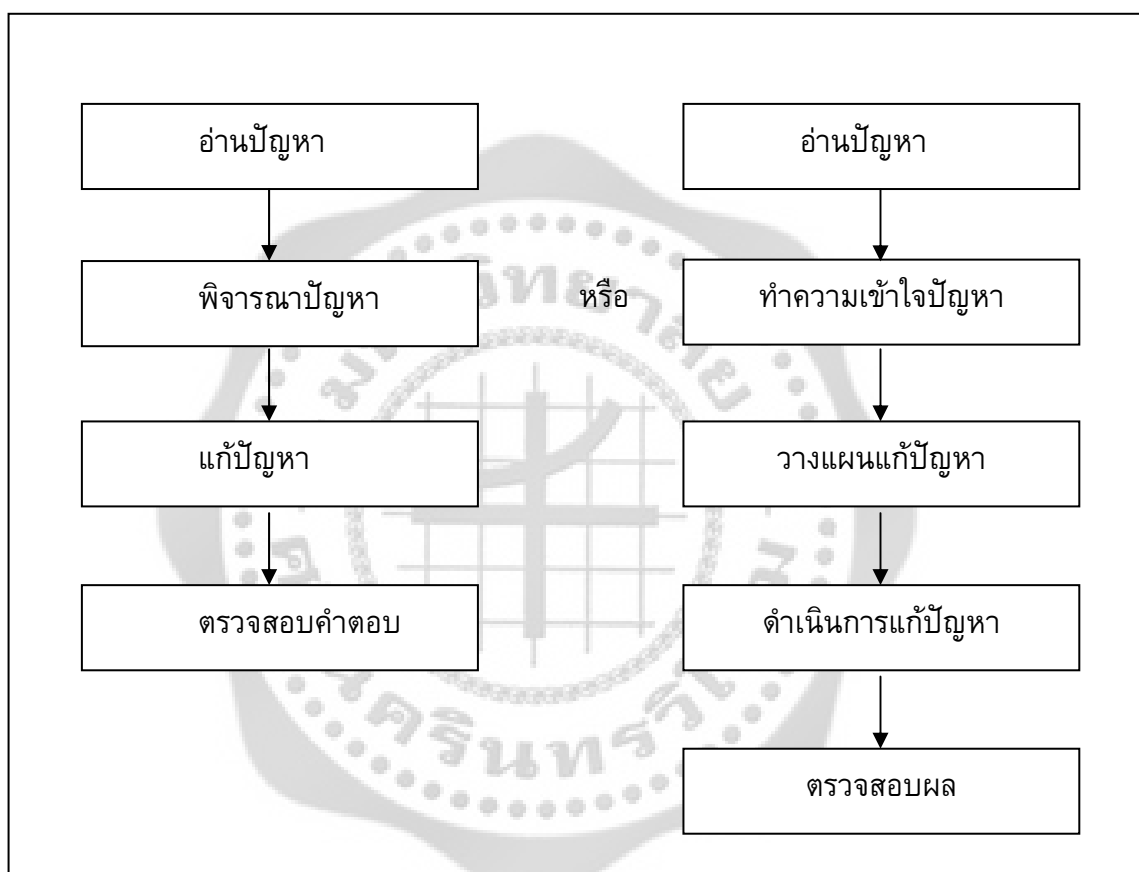 อ่านปัญหา
พิจารณาปัญหา
แก้ปัญหา
ตรวจสอบคำตอบ
หรือ
อ่านปัญหา
ทำความเข้าใจปัญหา
วางแผนแก้ปัญหา
ดำเนินการแก้ปัญหา
ตรวจสอบผล